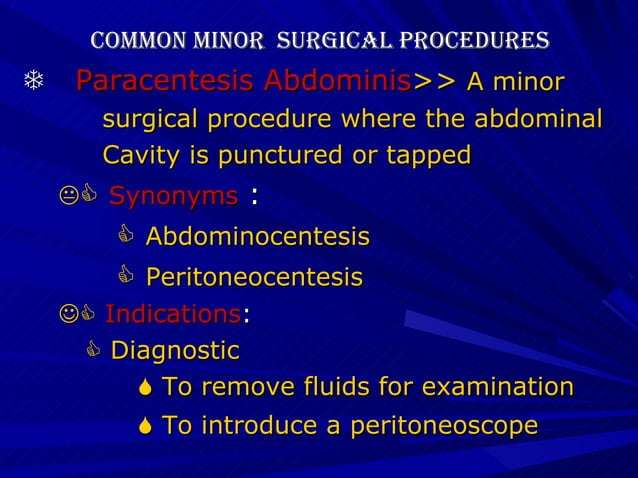 COMMON MINOR SURGICAL PROCEDURES
Paracentesis Abdominis>> A minor
surgical procedure where the abdominal
Cavity is punctured or tapped
Synonyms :
Abdominocentesis
Peritoneocentesis
Indications:
Diagnostic
To remove fluids for examination
To introduce a peritoneoscope